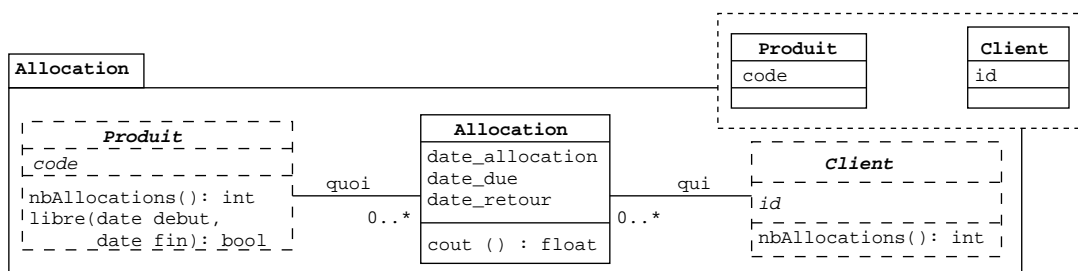 Produit
code
Client
id
Allocation
Produit
code
nbAllocations(): int
libre(date debut,
date fin): bool
quoi
0..*
Allocation
date_allocation
date_due
date_retour
cout () : float
qui
0..*
Client
id
nbAllocations(): int